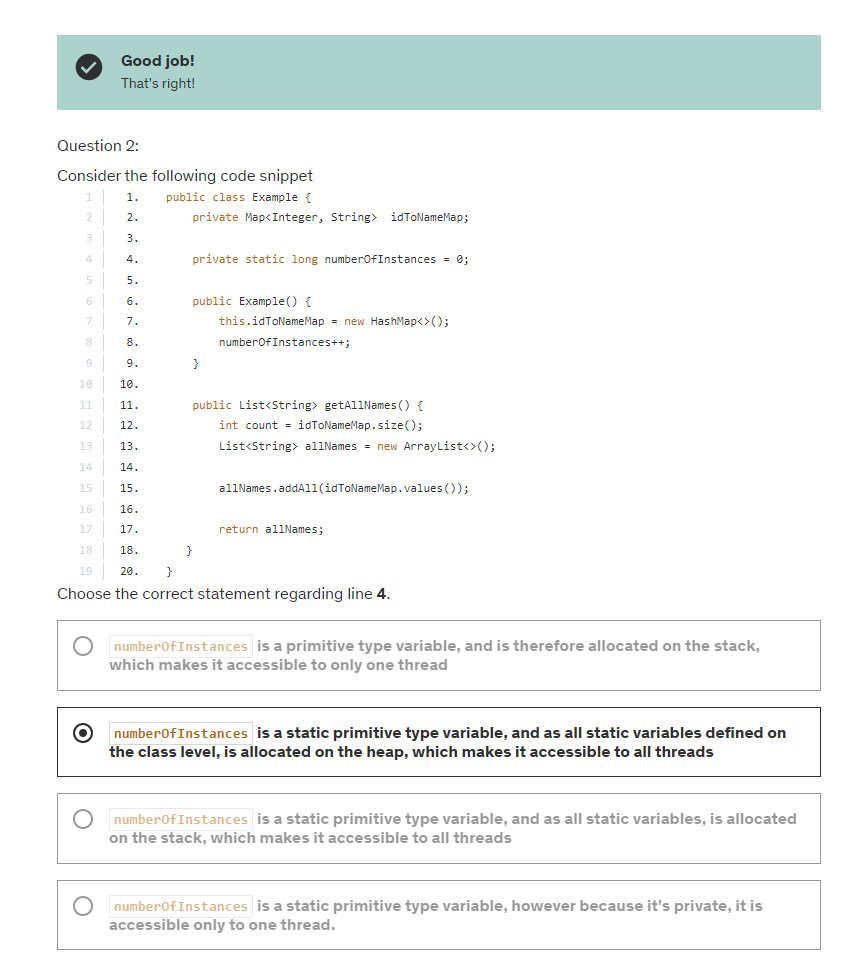 Good job!
That's right!
Question 2:
Consider the following code snippet
1 1. public class Example {
2 2. private Map<Integer, String> idToNameMap;
3 3.
4 4. private static long numberOfInstances = 0;
5 5.
6 6. public Example() {
7 7. this.idToNameMap = new HashMap<>();
8 8. numberOfInstances++;
9 9. }
10 10.
11 11. public List<String> getAllNames() {
12 12. int count = idToNameMap.size();
13 13. List<String> allNames = new ArrayList<>();
14 14.
15 15. allNames.addAll(idToNameMap.values());
16 16.
17 17. return allNames;
18 18. }
19 20. }
Choose the correct statement regarding line 4.
numberOfInstances is a primitive type variable, and is therefore allocated on the stack,
which makes it accessible to only one thread
numberOfInstances is a static primitive type variable, and as all static variables defined on
the class level, is allocated on the heap, which makes it accessible to all threads
numberOfInstances is a static primitive type variable, and as all static variables, is allocated
on the stack, which makes it accessible to all threads
numberOfInstances is a static primitive type variable, however because it's private, it is
accessible only to one thread.